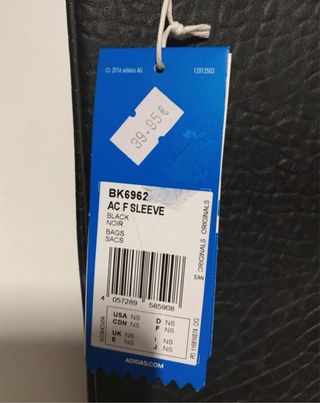 © 2016 adidas AG 12012503
39.95 €
BK6962
AC F SLEEVE
BLACK
NOIR
BAGS
SACS
ORIGINALS
ORIGINALS
EAN
4 057289 585908
USA NS D NS
CDN NS F NS
UK NS I NS
E NS J NS
ADIDAS.COM